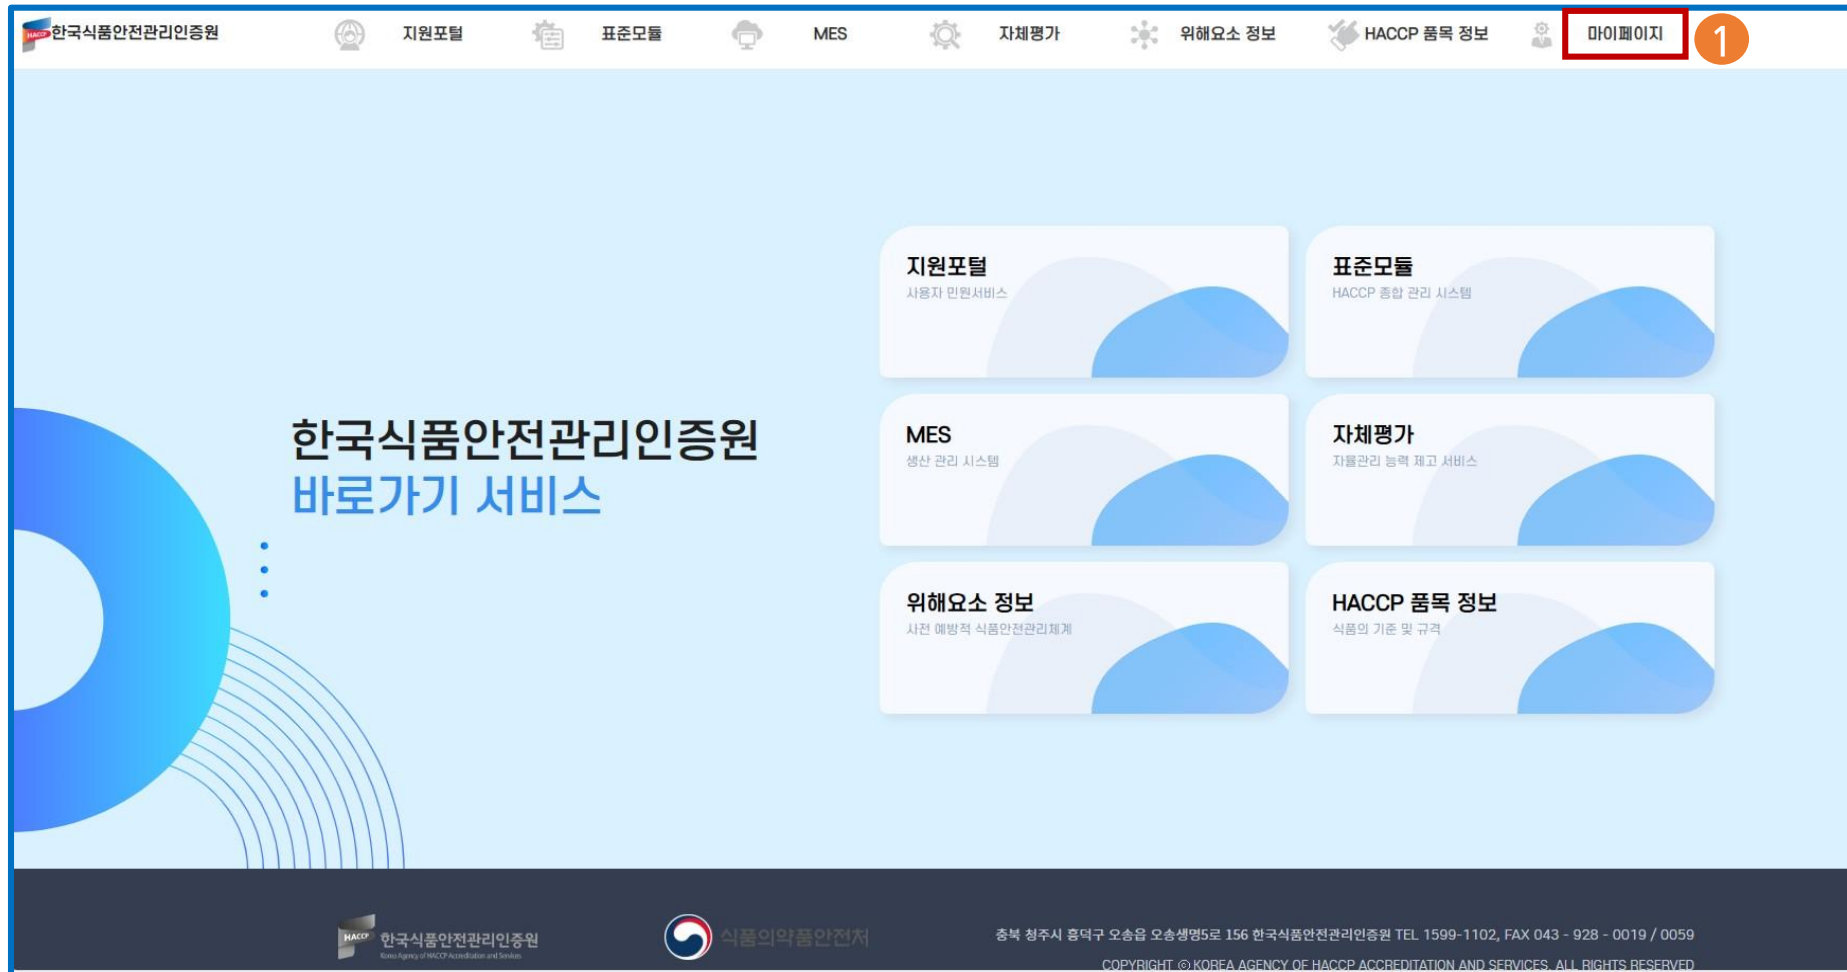 HACCP 한국식품안전관리인증원 지원포털 표준모듈 MES 자체평가 위해요소 정보 HACCP 품목 정보 마이페이지 1
지원포털
사용자 민원서비스
표준모듈
HACCP 종합 관리 시스템
한국식품안전관리인증원
바로가기 서비스
MES
생산 관리 시스템
자체평가
자율관리 능력 제고 서비스
위해요소 정보
사전 예방적 식품안전관리체계
HACCP 품목 정보
식품의 기준 및 규격
HACCP 한국식품안전관리인증원
Korea Agency of HACCP Accreditation and Services
식품의약품안전처
충북 청주시 흥덕구 오송읍 오송생명5로 156 한국식품안전관리인증원 TEL 1599-1102, FAX 043 - 928 - 0019 / 0059
COPYRIGHT © KOREA AGENCY OF HACCP ACCREDITATION AND SERVICES. ALL RIGHTS RESERVED